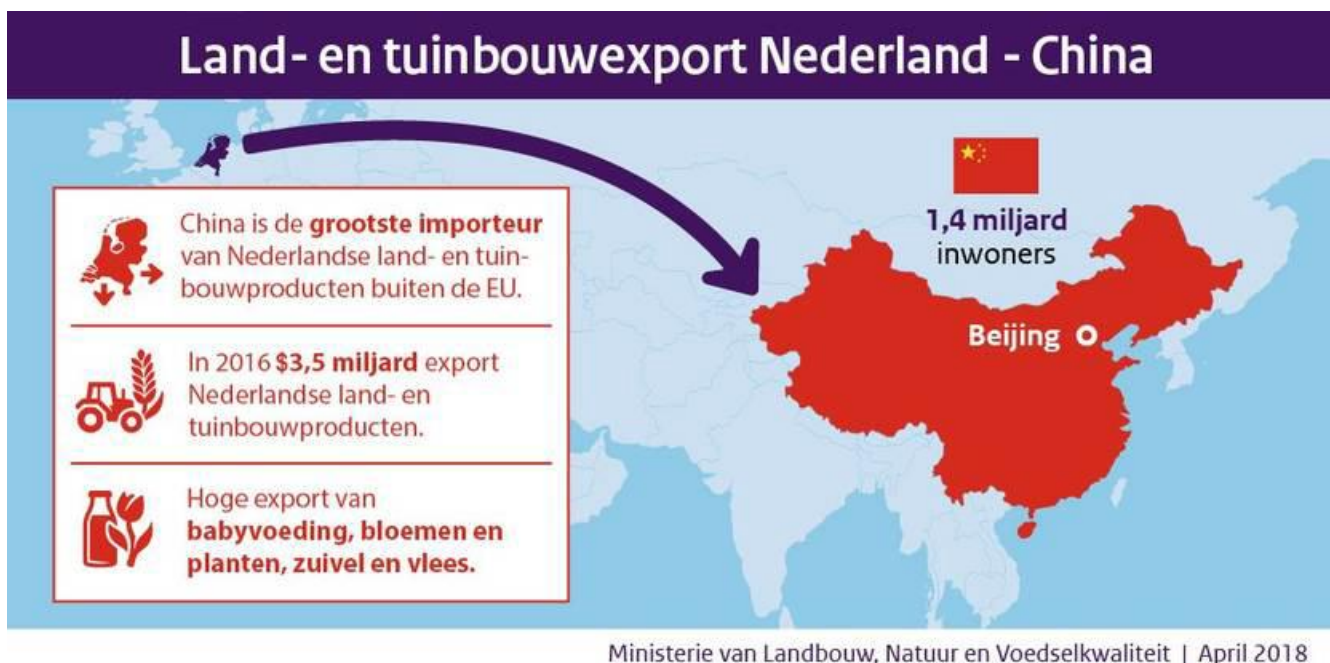 Land- en tuinbouwexport Nederland - China
China is de grootste importeur
van Nederlandse land- en tuin-
bouwproducten buiten de EU.
In 2016 $3,5 miljard export
Nederlandse land- en
tuinbouwproducten.
Hoge export van
babyvoeding, bloemen en
planten, zuivel en vlees.
1,4 miljard
inwoners
Beijing
Ministerie van Landbouw, Natuur en Voedselkwaliteit | April 2018